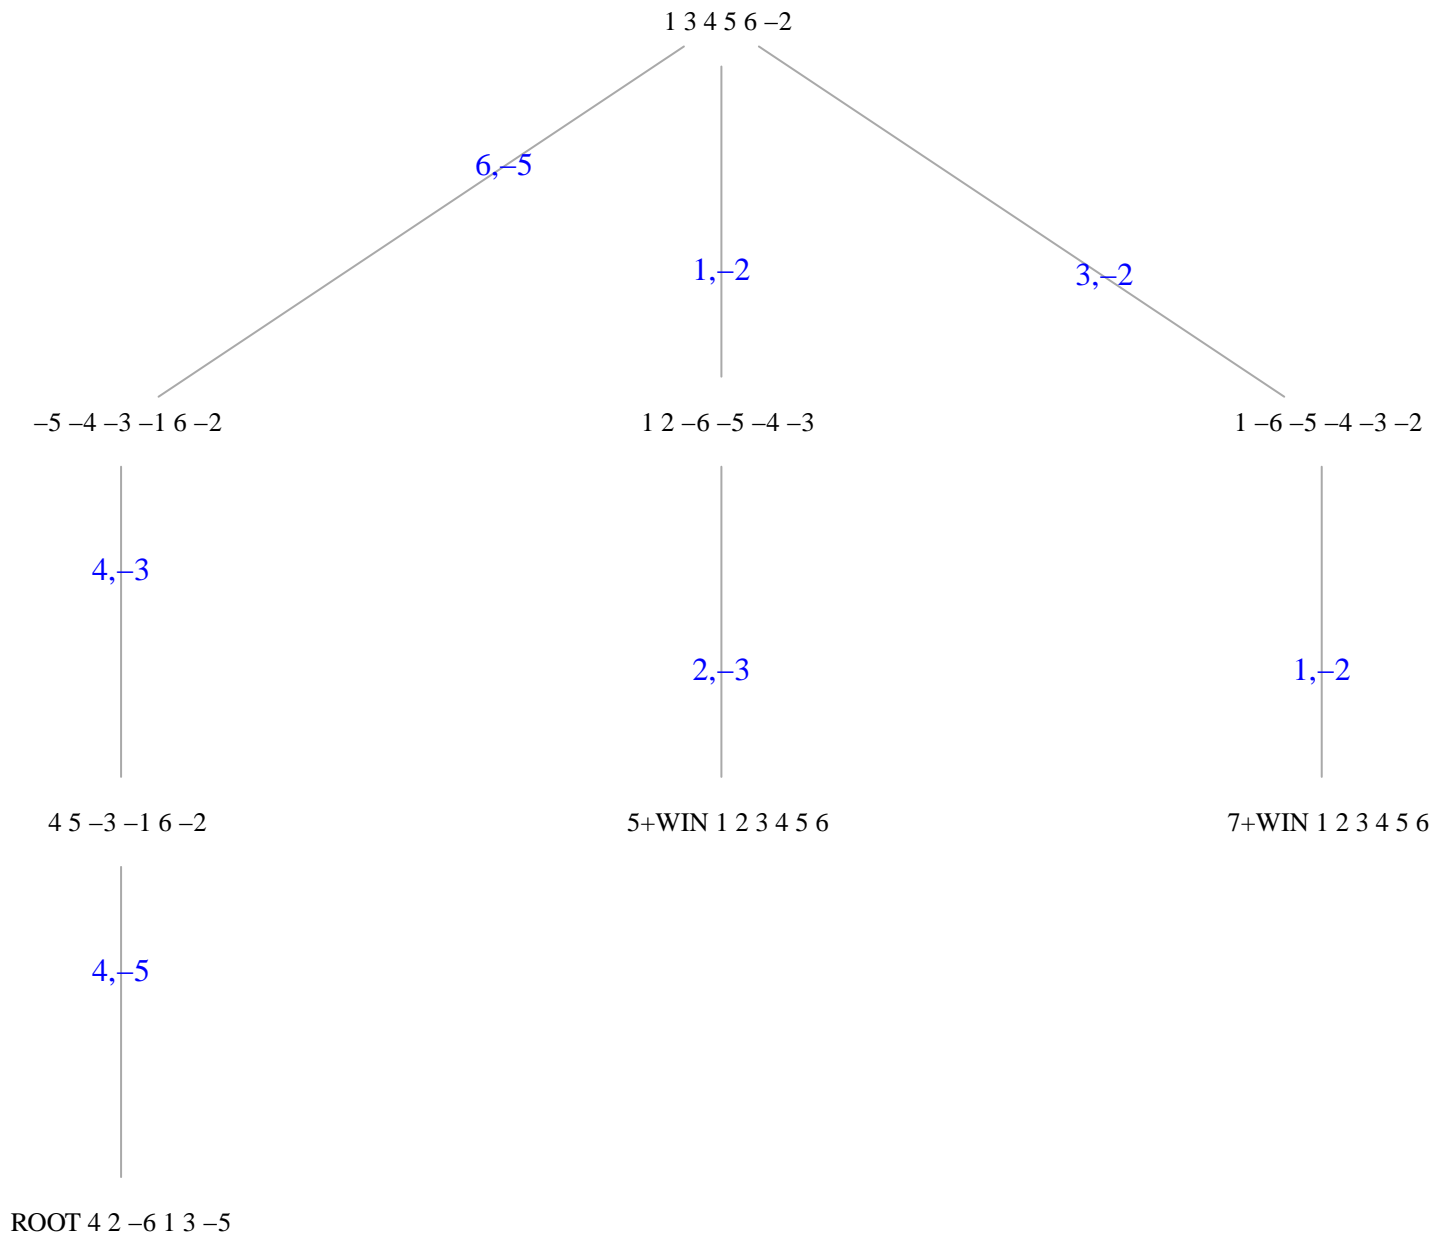 1 3 4 5 6 –2
6,–5
1,–2
3,–2
–5 –4 –3 –1 6 –2
1 2 –6 –5 –4 –3
1 –6 –5 –4 –3 –2
4,–3
2,–3
1,–2
4 5 –3 –1 6 –2
5+WIN 1 2 3 4 5 6
7+WIN 1 2 3 4 5 6
4,–5
ROOT 4 2 –6 1 3 –5